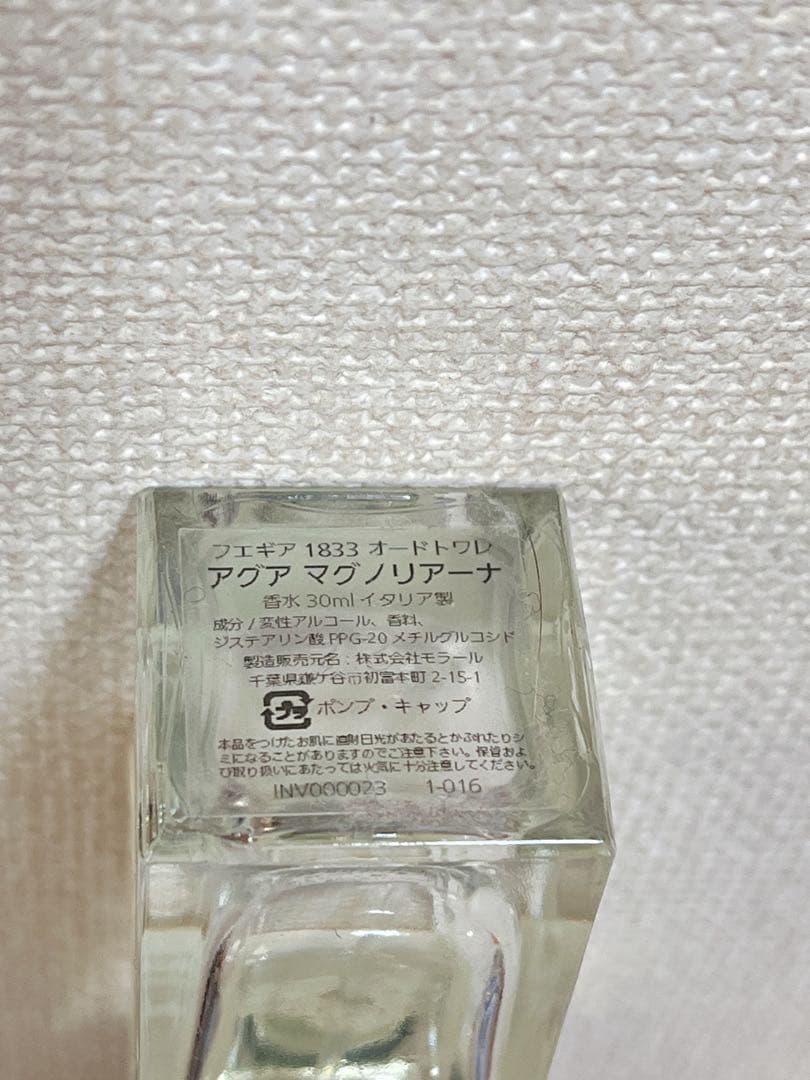 フエギア 1833 オードトワレ
アグア マグノリアーナ
香水 30ml イタリア製
成分 / 変性アルコール、香料、
ジステアリン酸 PPG-20 メチルグルコシド
製造販売元名：株式会社モラール
千葉県鎌ケ谷市初富本町 2-15-1
プラ ポンプ・キャップ
本品をつけたお肌に直射日光があたるとかぶれたりシ
ミになることがありますのでご注意下さい。保管およ
び取り扱いにあたっては火気に十分注意してください。
INV000023 1-016